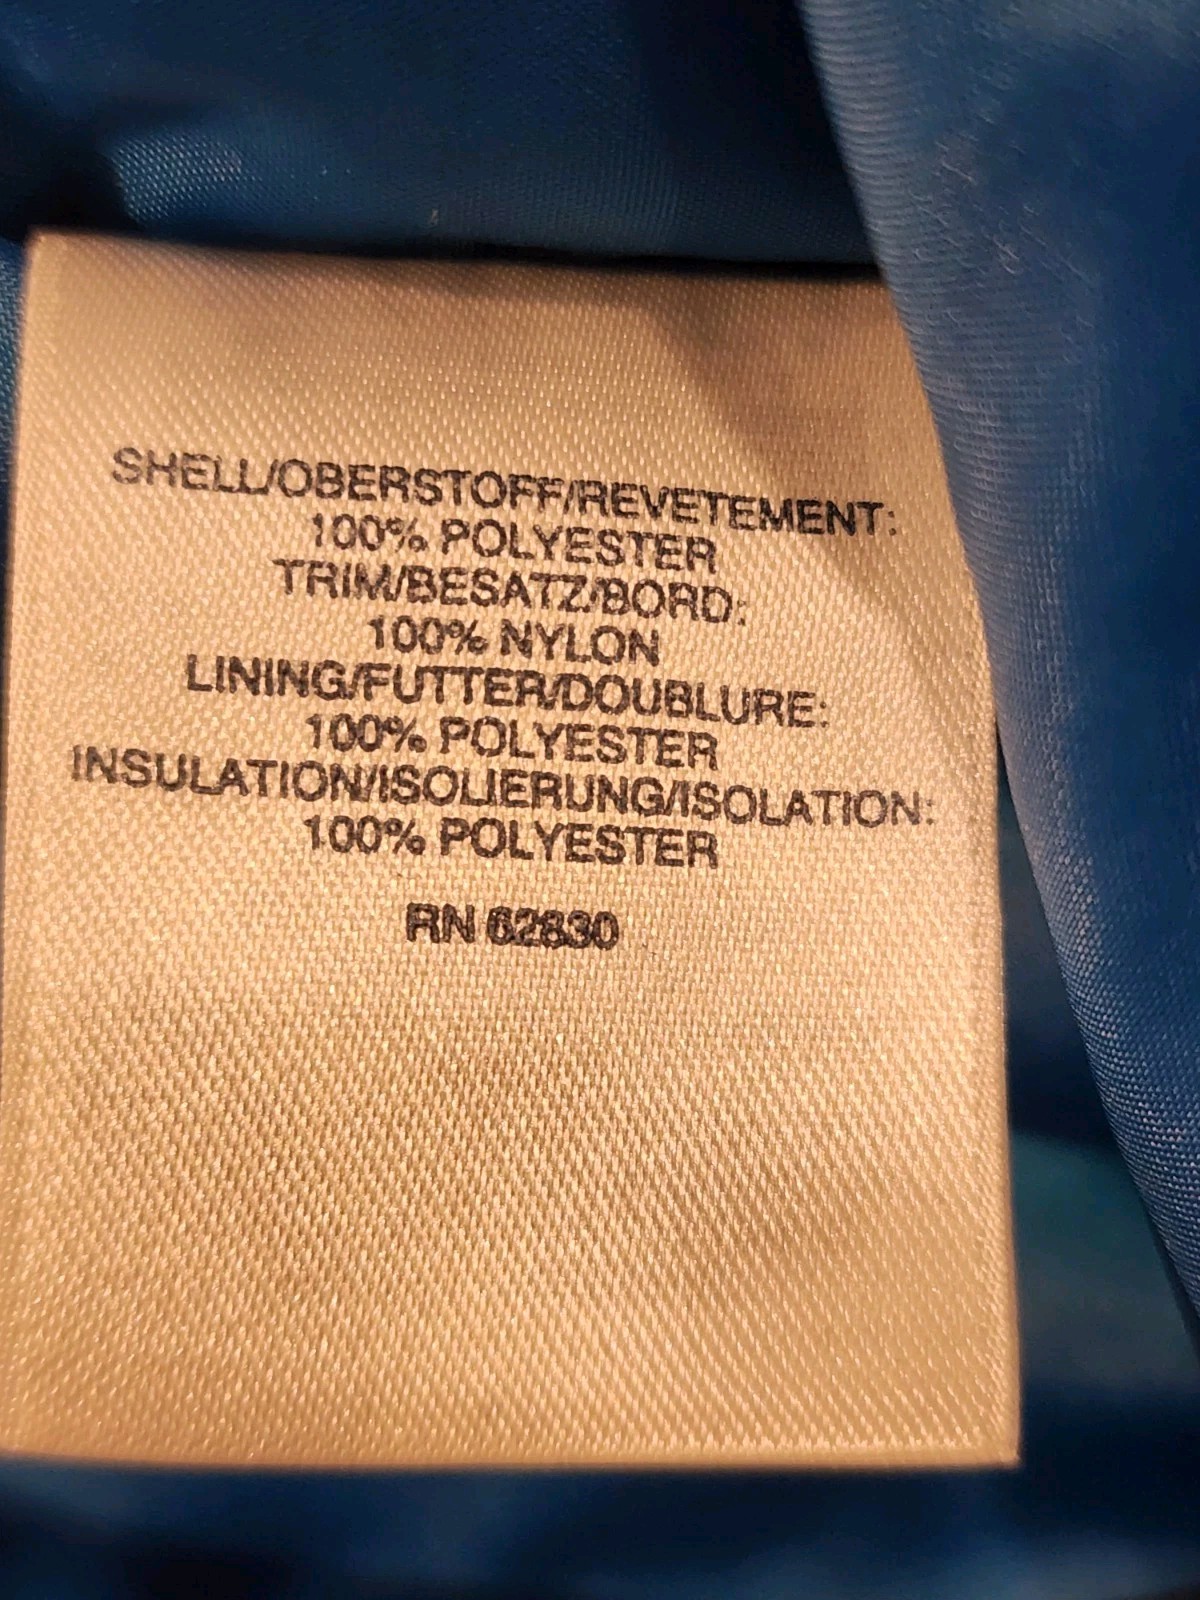 SHELL/OBERSTOFF/REVETEMENT:
100% POLYESTER
TRIM/BESATZ/BORD:
100% NYLON
LINING/FUTTER/DOUBLURE:
100% POLYESTER
INSULATION/ISOLIERUNG/ISOLATION:
100% POLYESTER
RN 62830